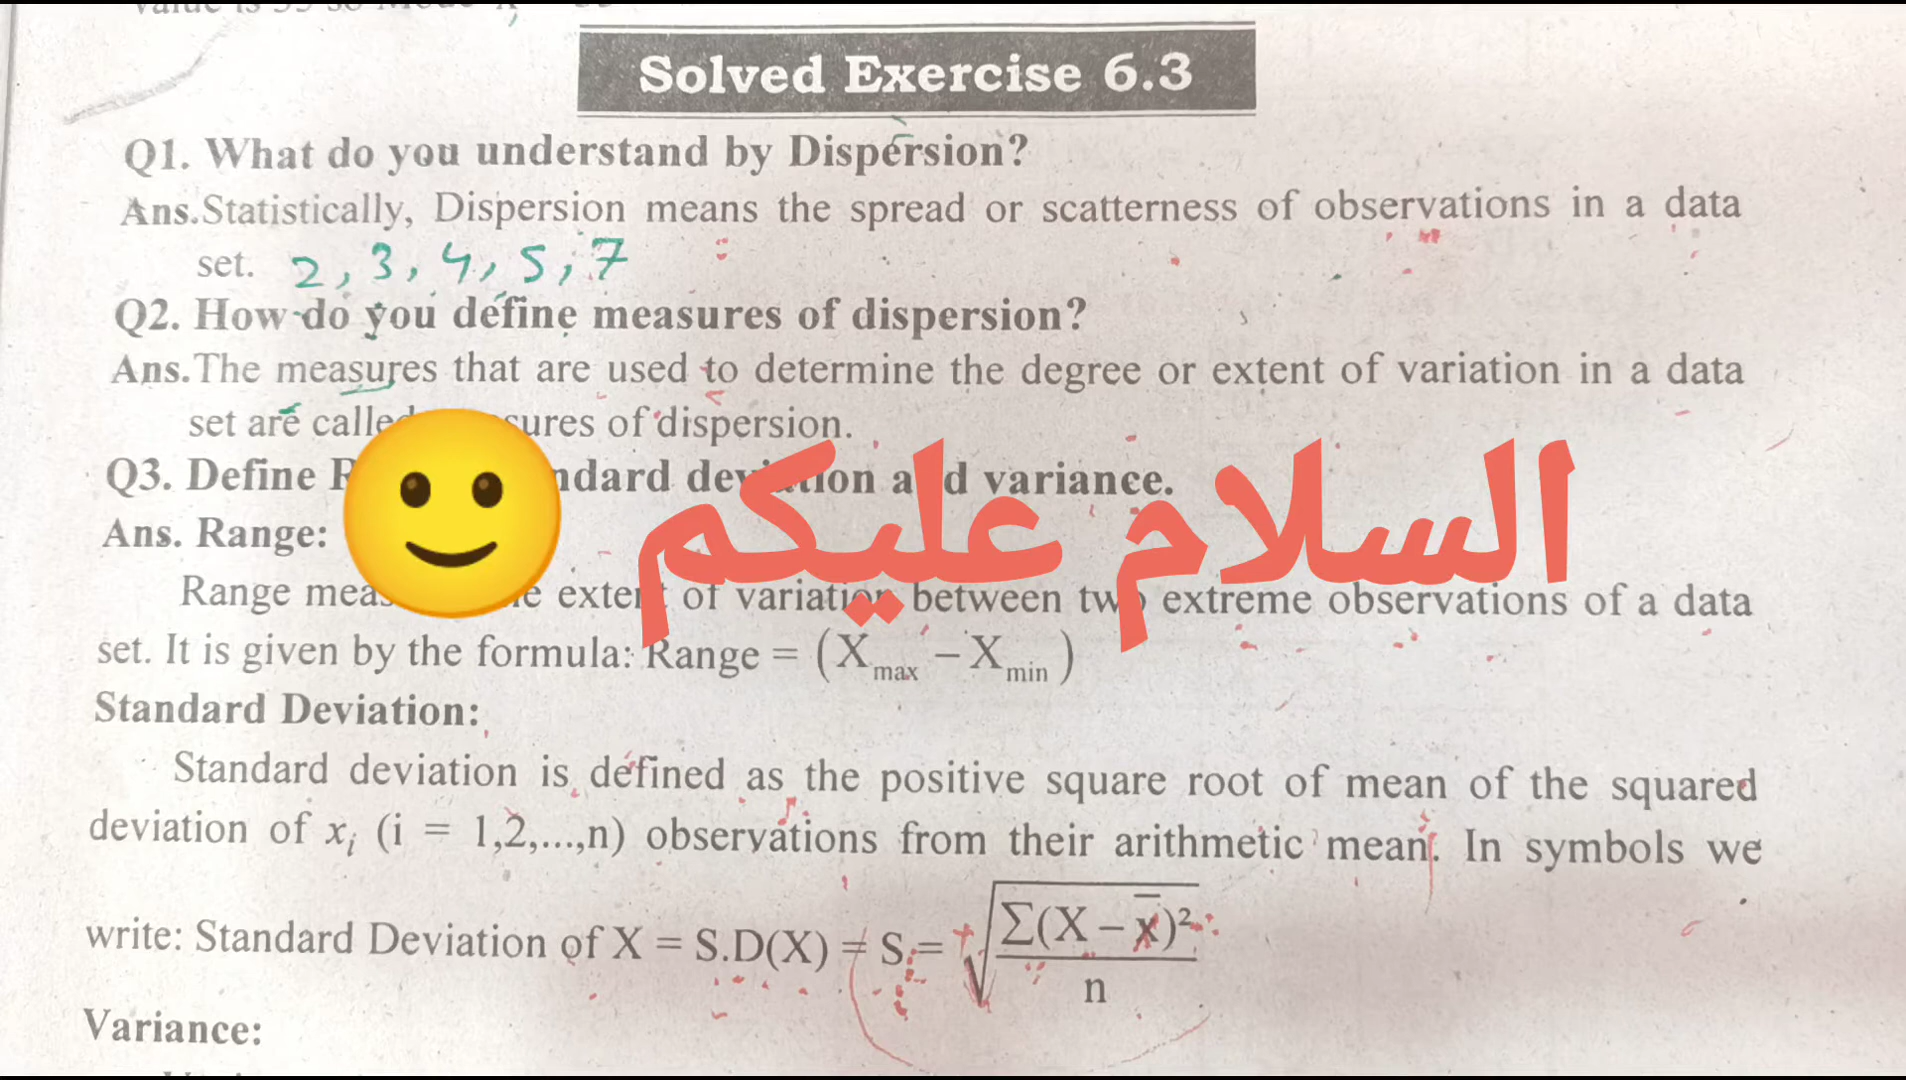 Solved Exercise 6.3
Q1. What do you understand by Dispersion?
Ans.Statistically, Dispersion means the spread or scatterness of observations in a data
set. 2, 3, 4, 5, 7
Q2. How do you define measures of dispersion?
Ans.The measures that are used to determine the degree or extent of variation in a data
set are of dispersion.
Q3. Define variance.
السلام علیکم
Ans. Range:
Range of variation between two extreme observations of a data
set. It is given by the formula: Range = (Xmax − Xmin)
Standard Deviation:
Standard deviation is defined as the positive square root of mean of the squared
deviation of xi (i = 1,2,...,n) observations from their arithmetic mean. In symbols we
write: Standard Deviation of X = S.D(X) = S = √Σ(X − x̄)²/n
Variance: